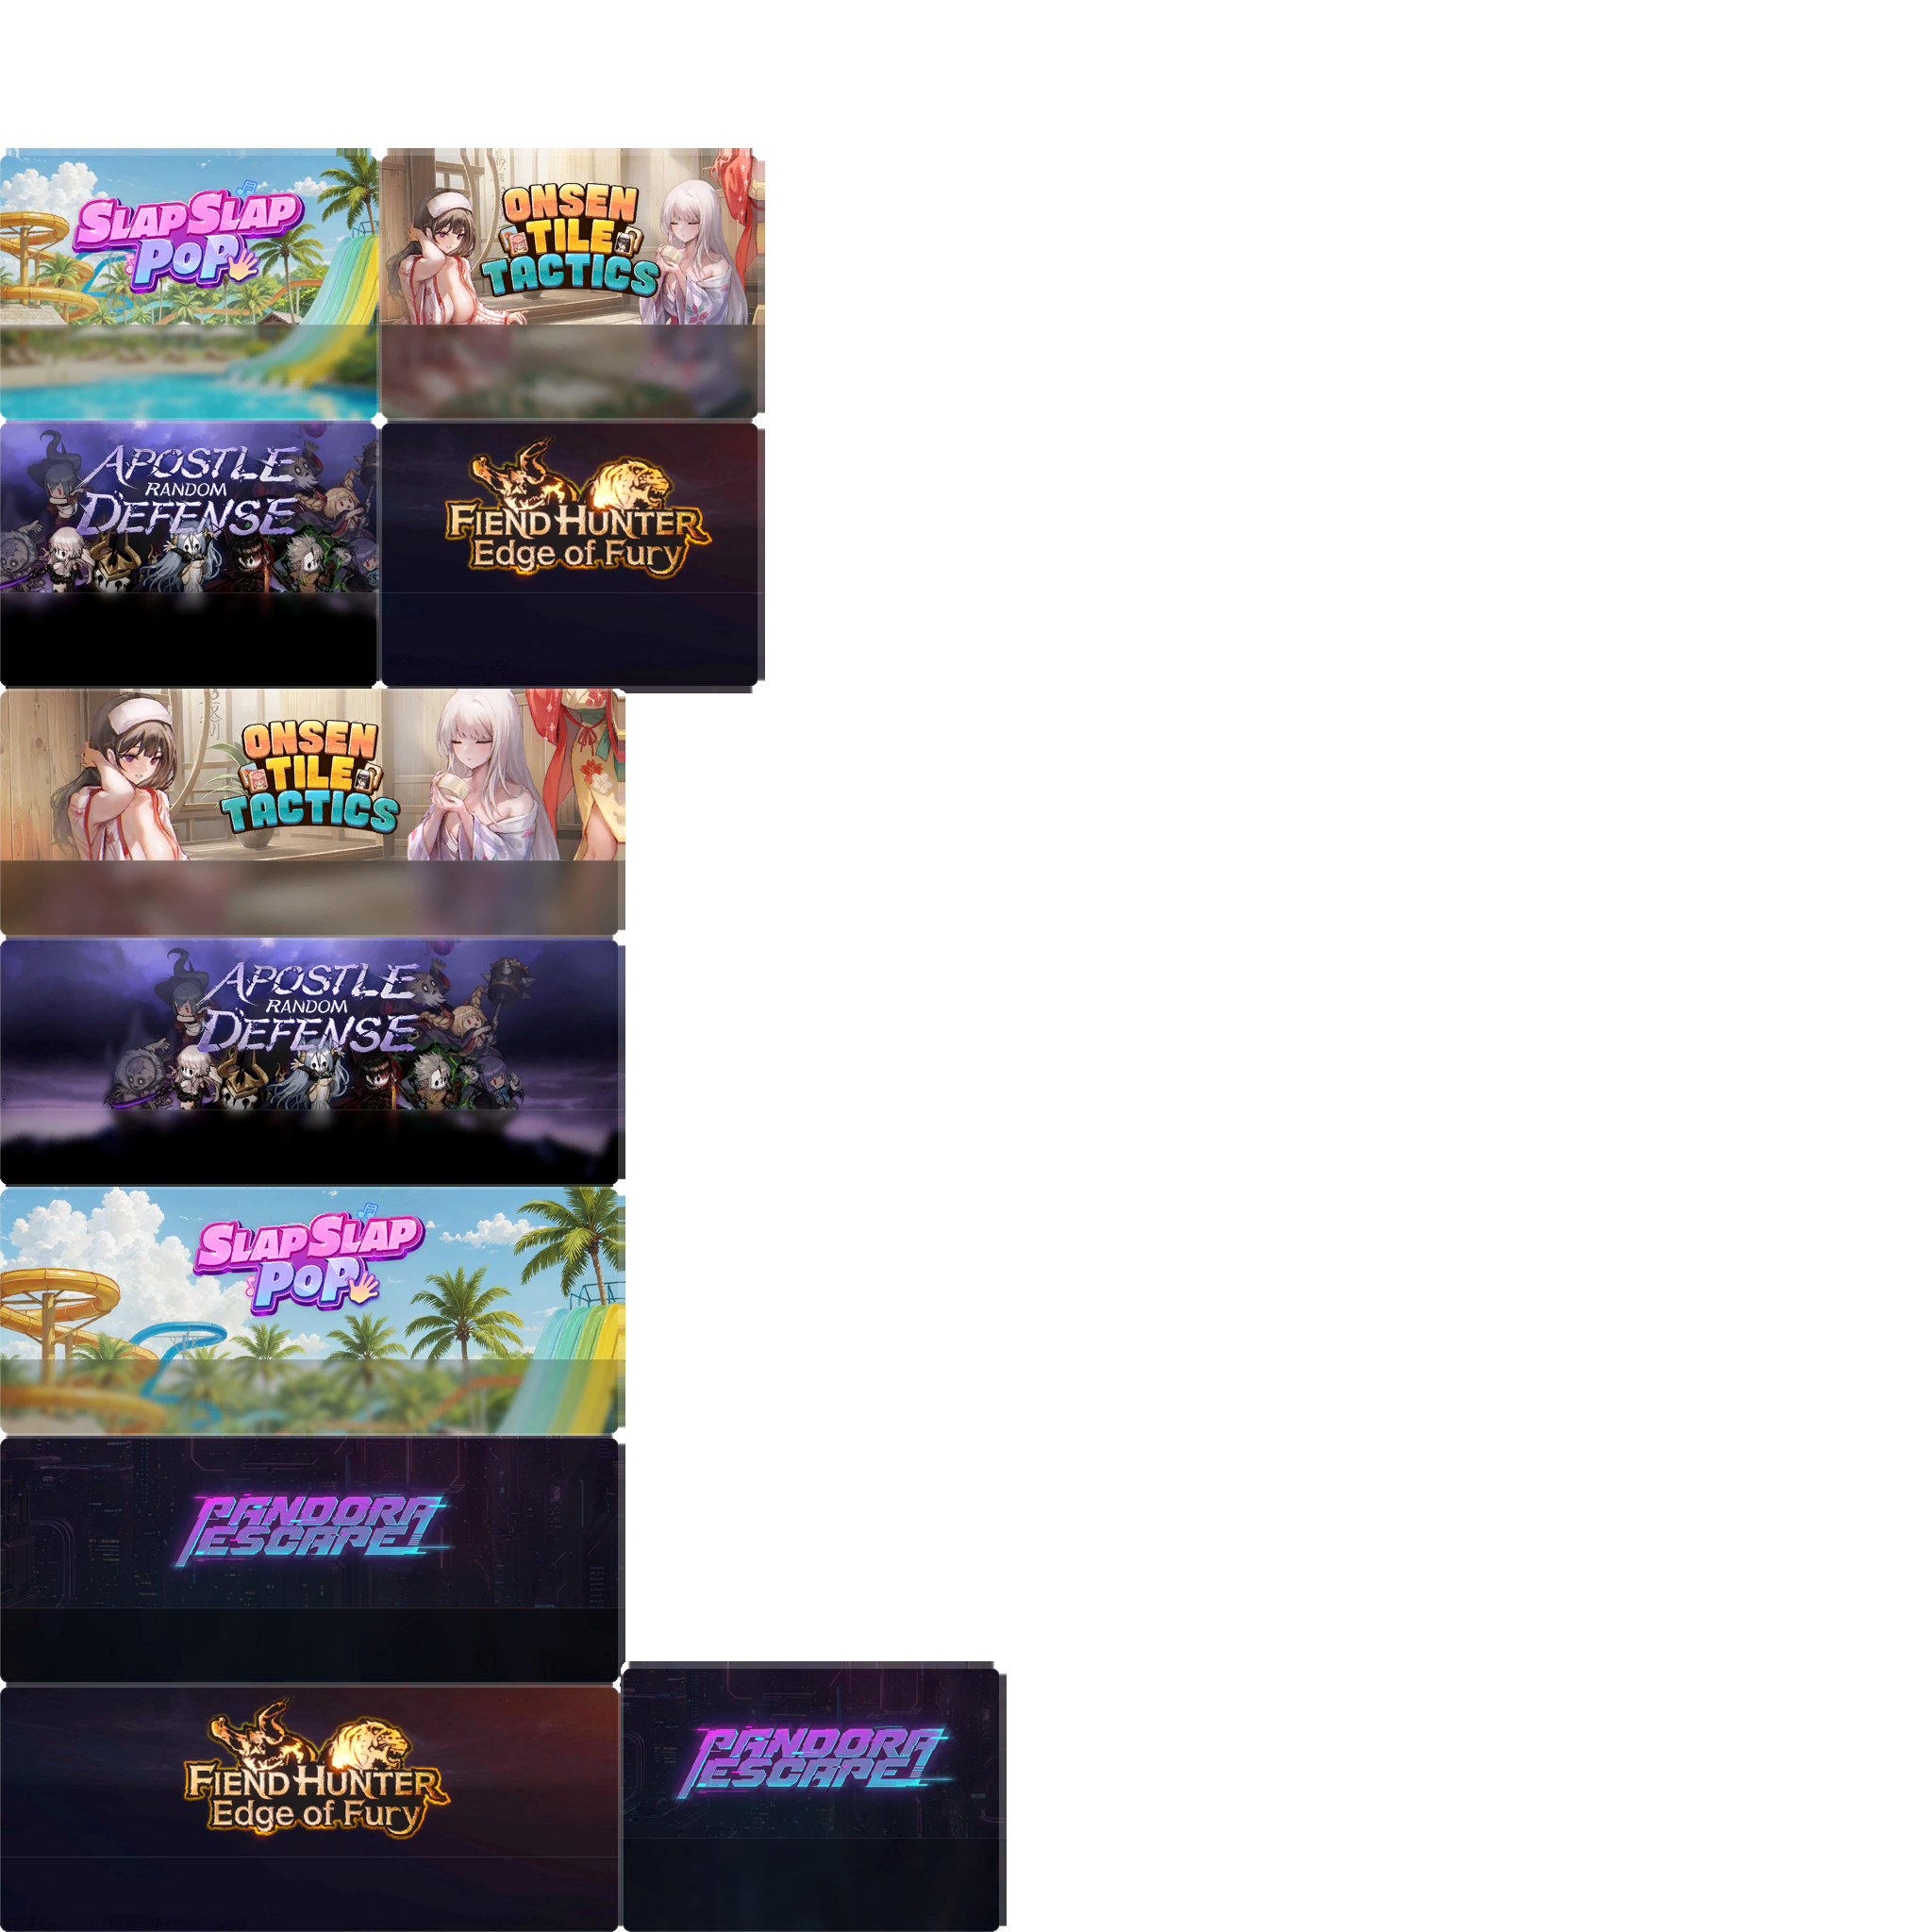 SLAP SLAP
POP
ONSEN
TILE
TACTICS
APOSTLE
RANDOM
DEFENSE
FIEND HUNTER
Edge of Fury
ONSEN
TILE
TACTICS
APOSTLE
RANDOM
DEFENSE
SLAP SLAP
POP
PANDORA
ESCAPE!
FIEND HUNTER
Edge of Fury
PANDORA
ESCAPE!